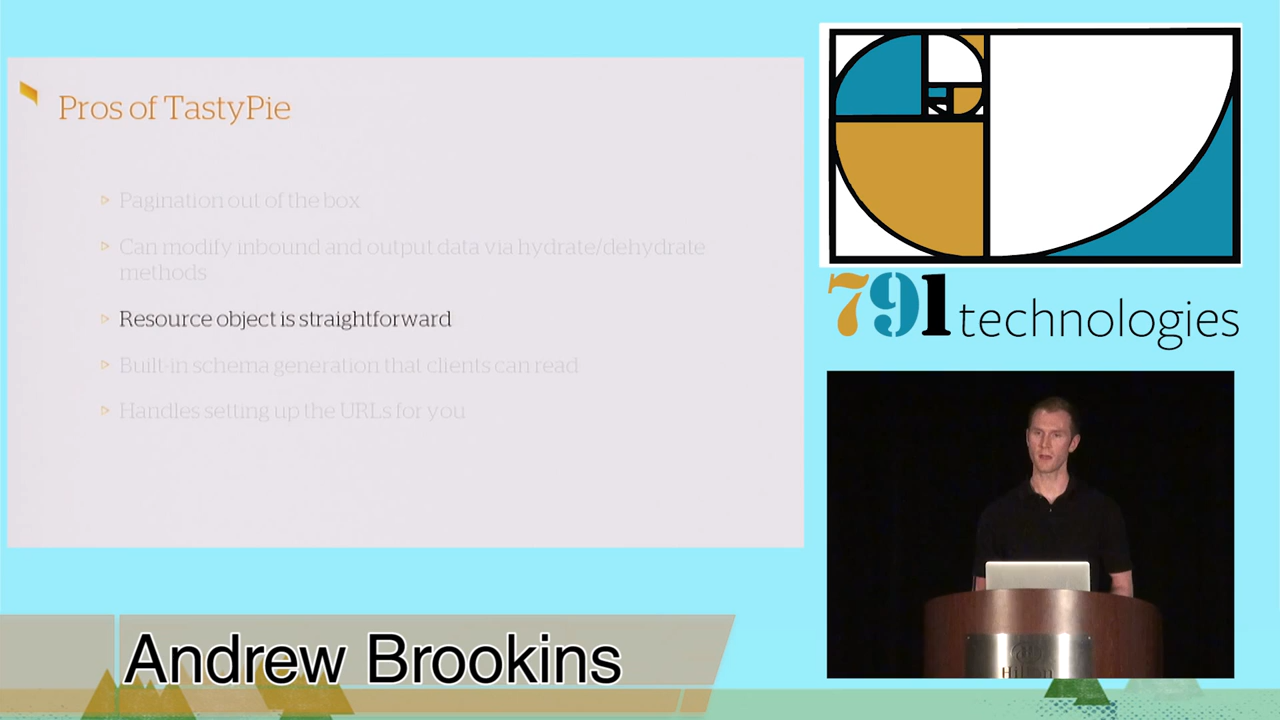 Pros of TastyPie
Pagination out of the box
Can modify inbound and output data via hydrate/dehydrate
methods
Resource object is straightforward
Built-in schema generation that clients can read
Handles setting up the URLs for you
791 technologies
Hilton
Andrew Brookins